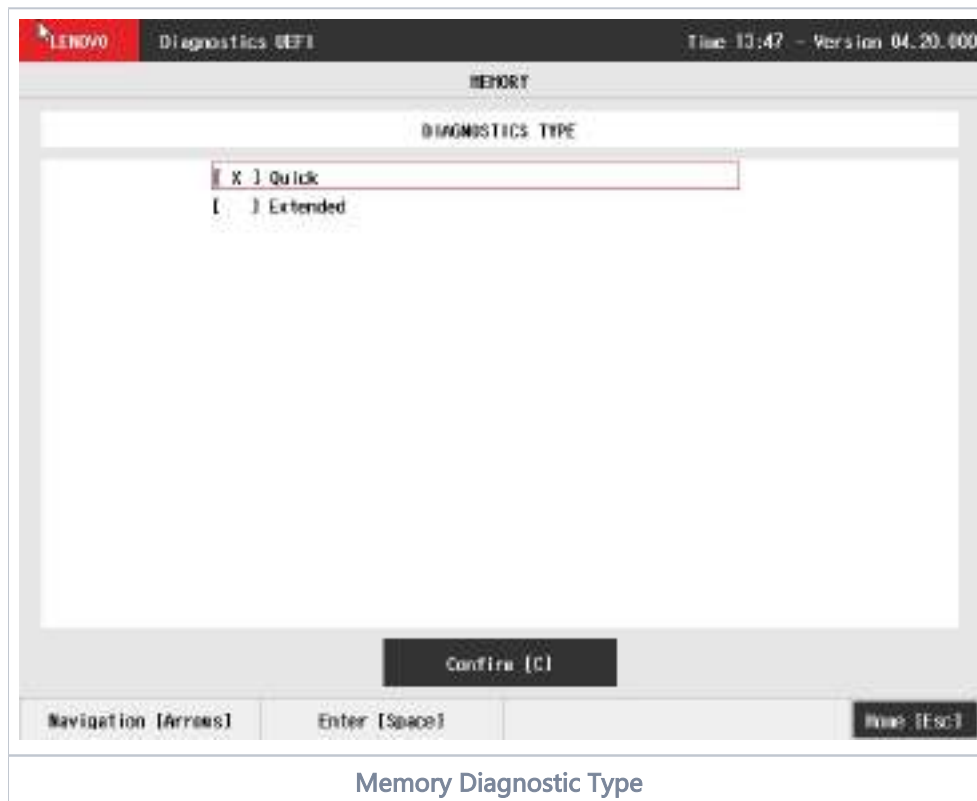 LENOVO Diagnostics UEFI Time 13:47 - Version 04.20.000
MEMORY
DIAGNOSTICS TYPE
[ X ] Quick
[   ] Extended
Confirm [C]
Navigation [Arrows] Enter [Space] Home [Esc]
Memory Diagnostic Type